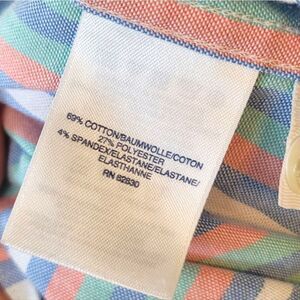 69% COTTON/BAUMWOLLE/COTON
27% POLYESTER
4% SPANDEX/ELASTANE/ELASTANE/
ELASTHANNE
RN 82830